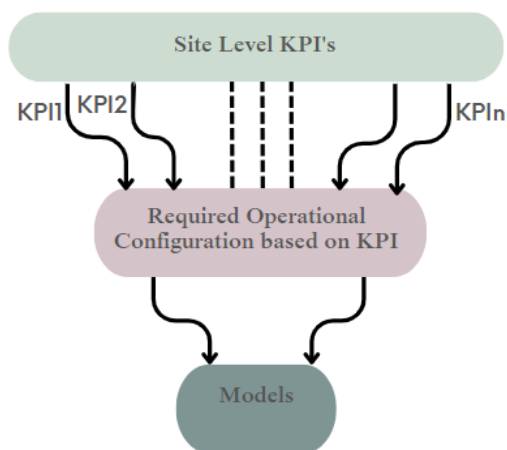 Site Level KPI's
KPI1
KPI2
KPIn
Required Operational
Configuration based on KPI
Models